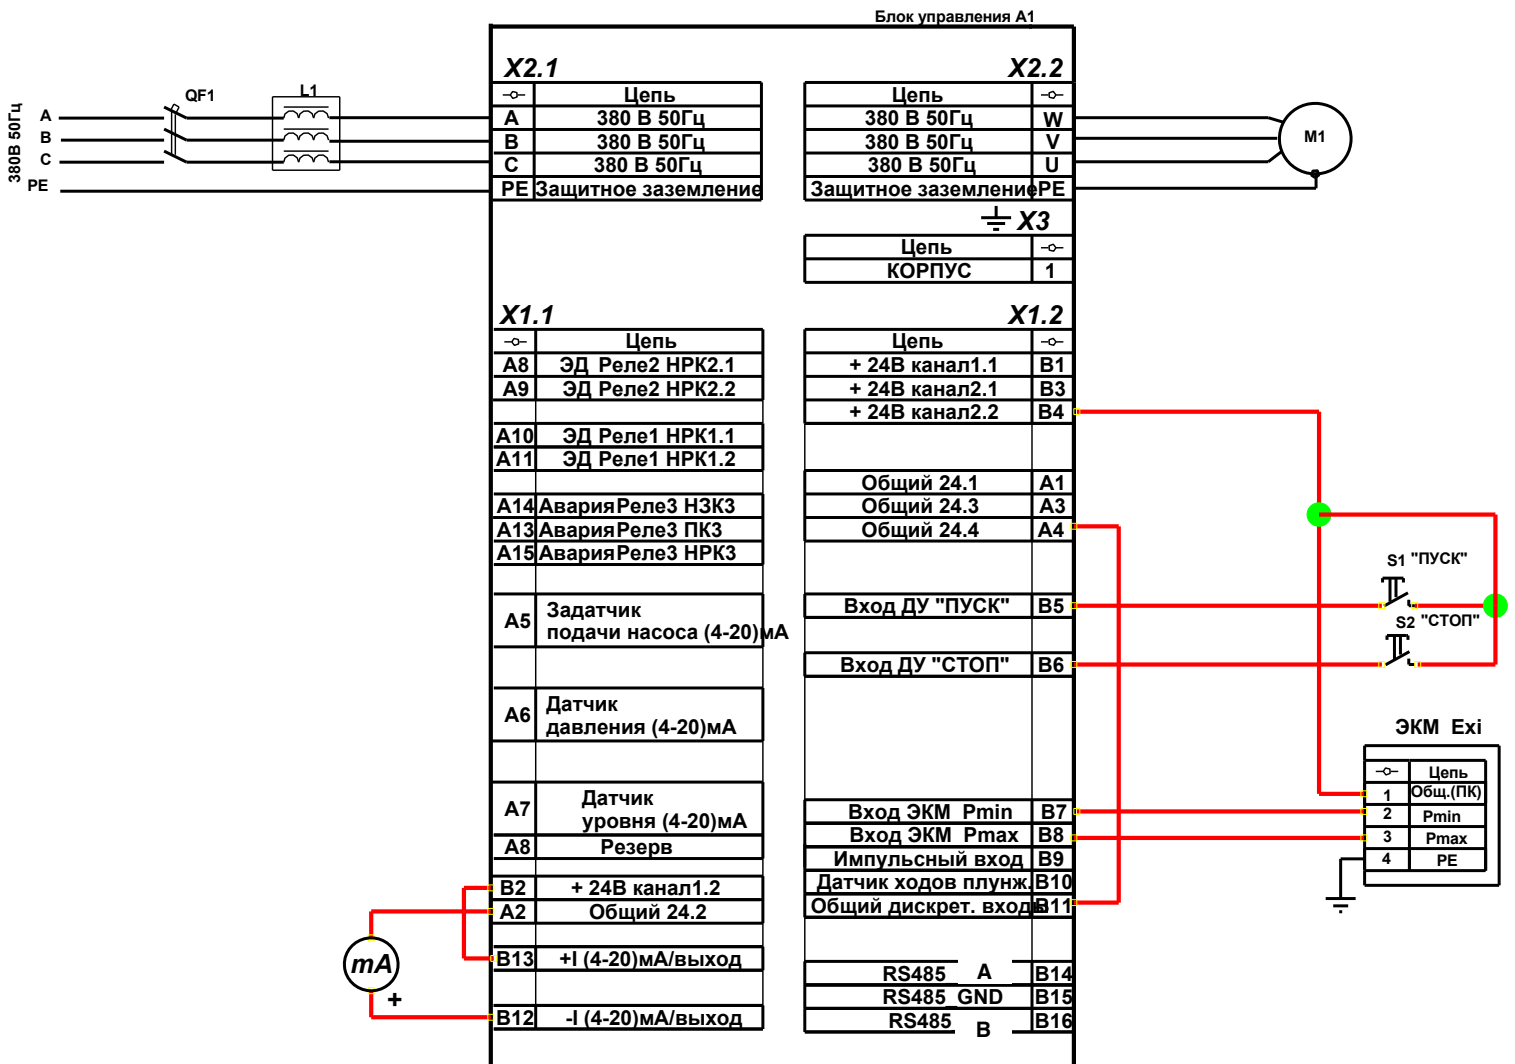 Блок управления А1
380В 50Гц
A
B
C
PE
QF1
L1
X2.1
Цепь
A 380 В 50Гц
B 380 В 50Гц
C 380 В 50Гц
PE Защитное заземление
X2.2
Цепь
380 В 50Гц W
380 В 50Гц V
380 В 50Гц U
Защитное заземление PE
M1
X3
Цепь
КОРПУС 1
X1.1
Цепь
A8 ЭД Реле2 НРК2.1
A9 ЭД Реле2 НРК2.2
A10 ЭД Реле1 НРК1.1
A11 ЭД Реле1 НРК1.2
A14 Авария Реле3 НЗК3
A13 Авария Реле3 ПК3
A15 Авария Реле3 НРК3
A5 Задатчик
подачи насоса (4-20)мА
A6 Датчик
давления (4-20)мА
A7 Датчик
уровня (4-20)мА
A8 Резерв
B2 + 24В канал1.2
A2 Общий 24.2
B13 +I (4-20)мА/выход
B12 -I (4-20)мА/выход
mA
+
X1.2
Цепь
+ 24В канал1.1 B1
+ 24В канал2.1 B3
+ 24В канал2.2 B4
Общий 24.1 A1
Общий 24.3 A3
Общий 24.4 A4
Вход ДУ "ПУСК" B5
Вход ДУ "СТОП" B6
Вход ЭКМ Pmin B7
Вход ЭКМ Pmax B8
Импульсный вход B9
Датчик ходов плунж. B10
Общий дискрет. входы B11
RS485 A B14
RS485_GND B15
RS485 B B16
S1 "ПУСК"
S2 "СТОП"
ЭКМ Exi
Цепь
1 Общ.(ПК)
2 Pmin
3 Pmax
4 PE